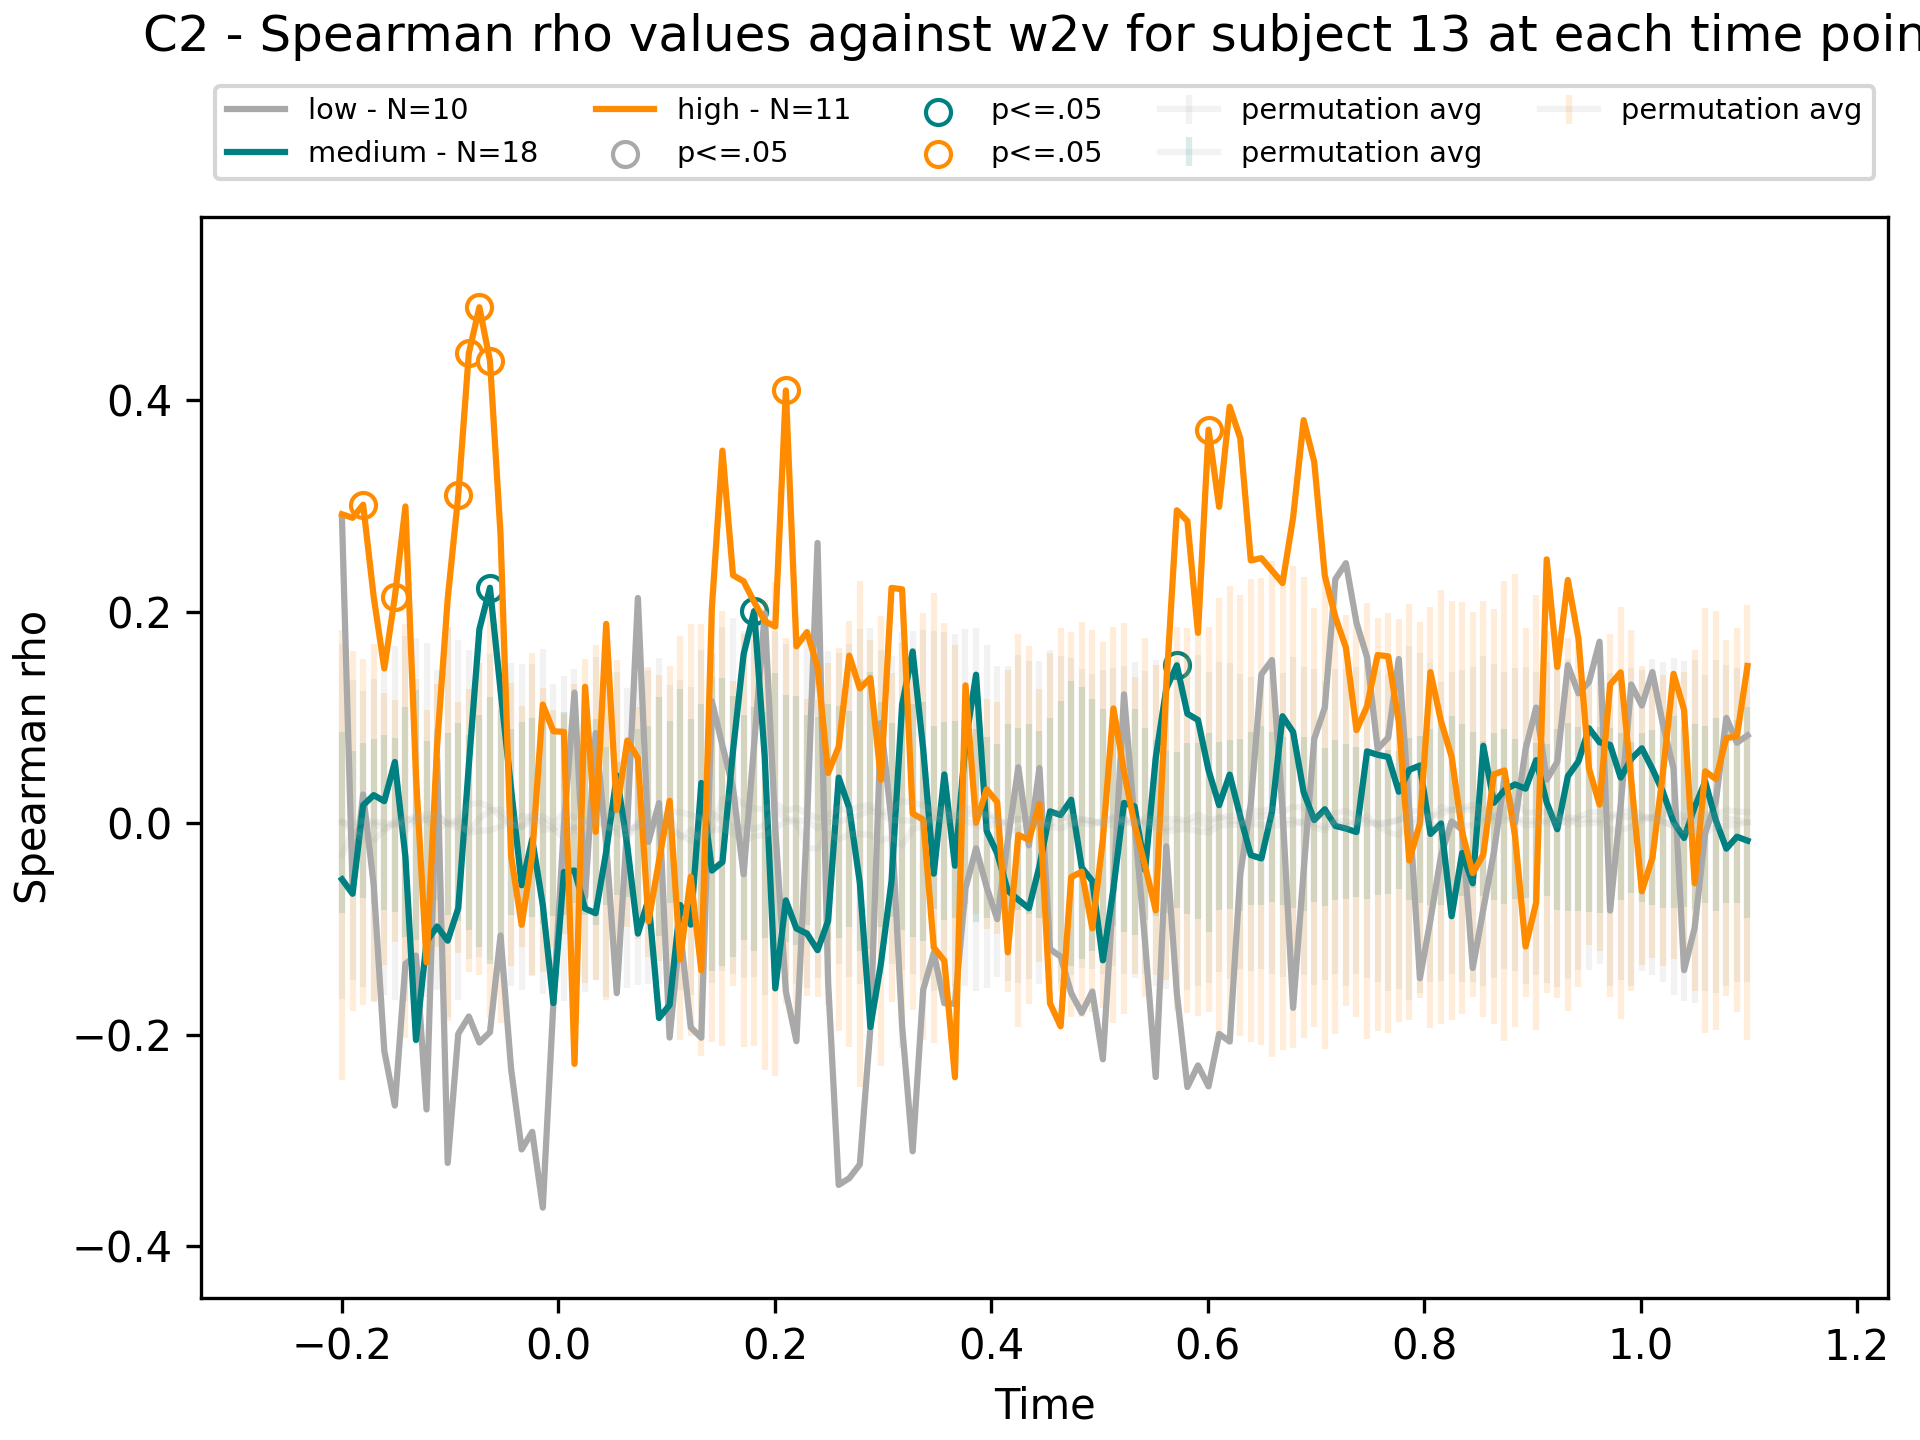 C2 - Spearman rho values against w2v for subject 13 at each time poin
low - N=10 high - N=11 p<=.05 permutation avg permutation avg
medium - N=18 p<=.05 p<=.05 permutation avg
Spearman rho
0.4
0.2
0.0
−0.2
−0.4
−0.2 0.0 0.2 0.4 0.6 0.8 1.0 1.2
Time